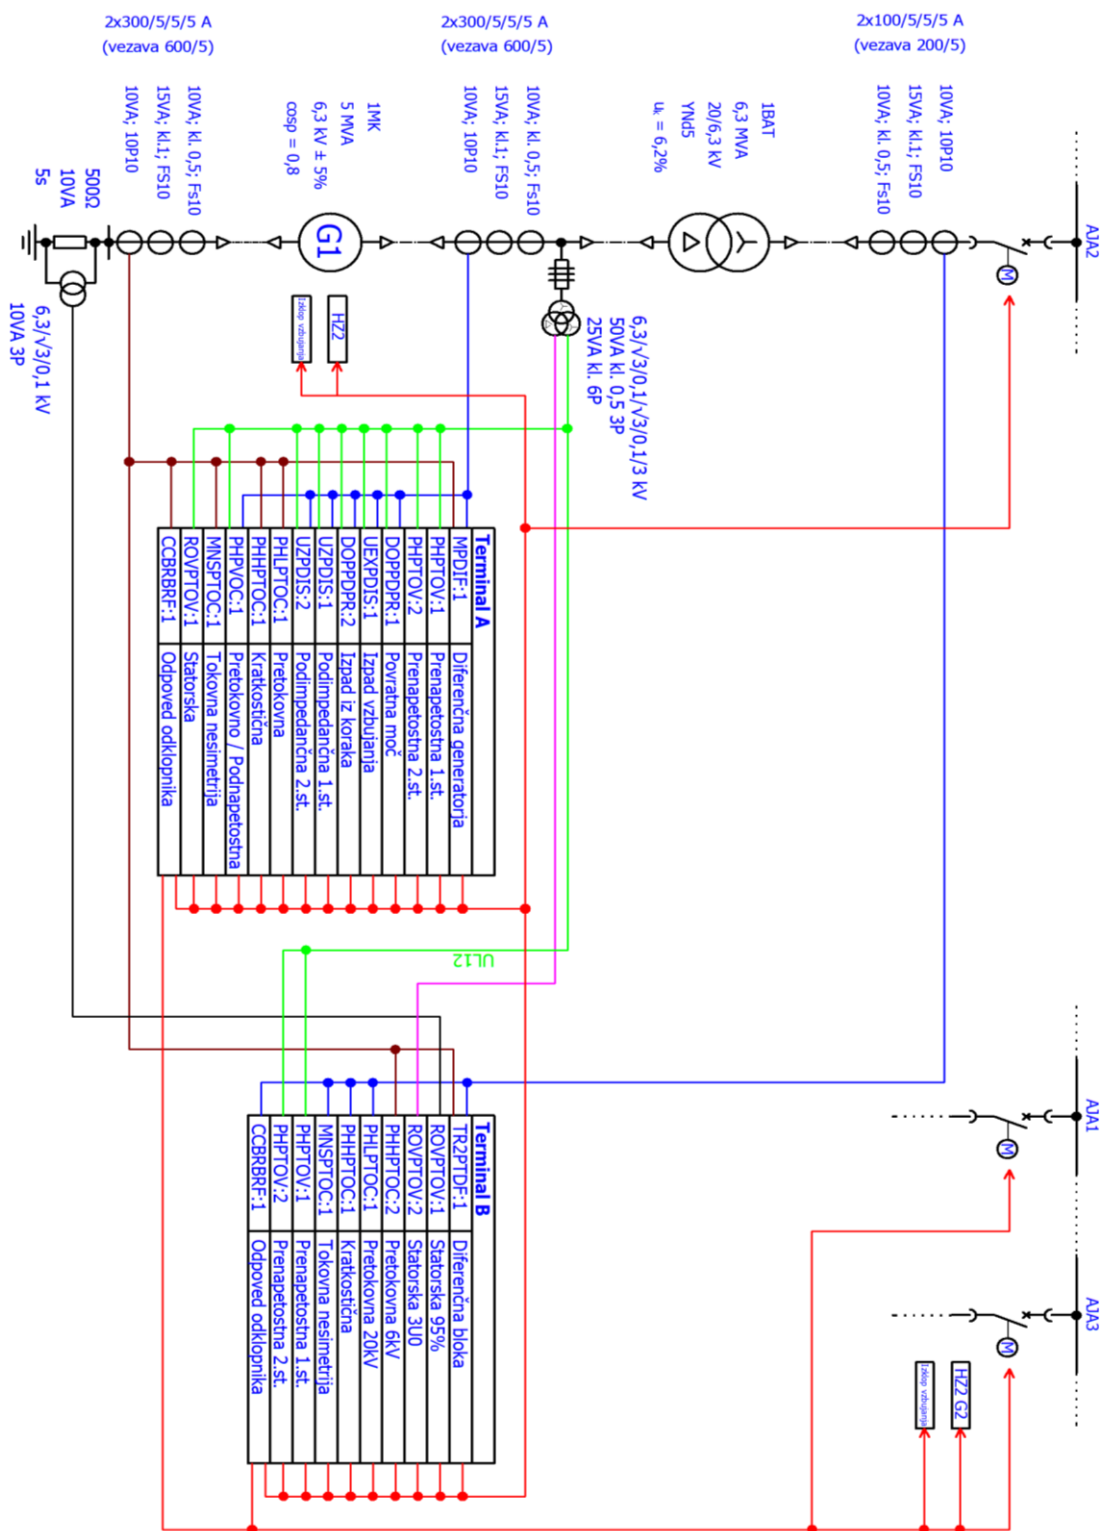 2x300/5/5/5 A
(vezava 600/5)
2x300/5/5/5 A
(vezava 600/5)
2x100/5/5/5 A
(vezava 200/5)
10VA; kl. 0,5; Fs10
15VA; kl.1; FS10
10VA; 10P10
1MK
5 MVA
6,3 kV ± 5%
cosp = 0,8
10VA; kl. 0,5; Fs10
15VA; kl.1; FS10
10VA; 10P10
1BAT
6,3 MVA
20/6,3 kV
YNd5
uₖ = 6,2%
10VA; 10P10
15VA; kl.1; FS10
10VA; kl. 0,5; Fs10
AJA2
M
G1
500Ω
10VA
5s
6,3/√3/0,1 kV
10VA 3P
6,3/√3/0,1/√3/0,1/3 kV
50VA kl. 0,5 3P
25VA kl. 6P
HZ2
Izklop vzbujanja
Terminal A
MPDIF:1 Diferenčna generatorja
PHPTOV:1 Prenapetostna 1.st.
PHPTOV:2 Prenapetostna 2.st.
DOPPDPR:1 Povratna moč
UEXPDIS:1 Izpad vzbujanja
DOPPDPR:2 Izpad iz koraka
UZPDIS:1 Podimpedančna 1.st.
UZPDIS:2 Podimpedančna 2.st.
PHLPTOC:1 Pretokovna
PHHPTOC:1 Kratkostična
PHPVOC:1 Pretokovno / Podnapetostna
MNSPTOC:1 Tokovna nesimetrija
ROVPTOV:1 Statorska
CCBRBRF:1 Odpoved odklopnika
UL12
Terminal B
TR2PTDF:1 Diferenčna bloka
ROVPTOV:1 Statorska 95%
ROVPTOV:2 Statorska 3U0
PHHPTOC:2 Pretokovna 6kV
PHLPTOC:1 Pretokovna 20kV
PHHPTOC:1 Kratkostična
MNSPTOC:1 Tokovna nesimetrija
PHPTOV:1 Prenapetostna 1.st.
PHPTOV:2 Prenapetostna 2.st.
CCBRBRF:1 Odpoved odklopnika
AJA1
M
AJA3
M
HZ2 G2
Izklop vzbujanja